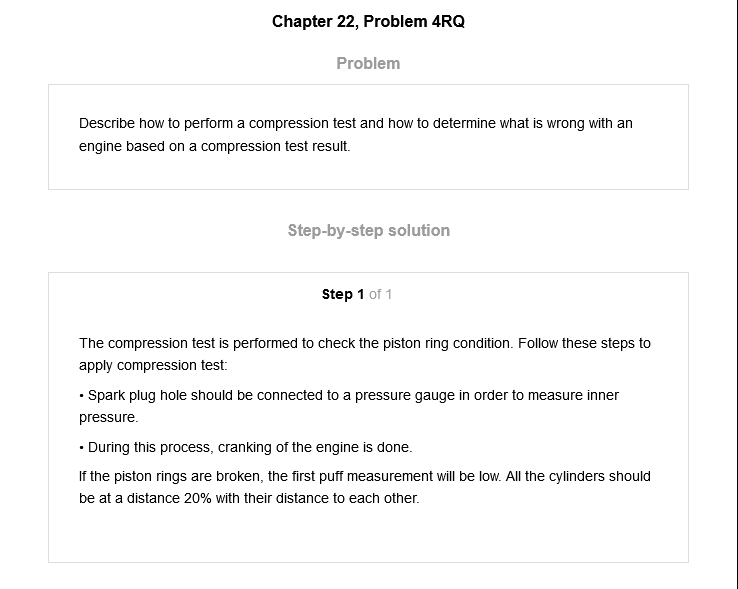 Chapter 22, Problem 4RQ
Problem
Describe how to perform a compression test and how to determine what is wrong with an
engine based on a compression test result.
Step-by-step solution
Step 1 of 1
The compression test is performed to check the piston ring condition. Follow these steps to
apply compression test:
• Spark plug hole should be connected to a pressure gauge in order to measure inner
pressure.
• During this process, cranking of the engine is done.
If the piston rings are broken, the first puff measurement will be low. All the cylinders should
be at a distance 20% with their distance to each other.